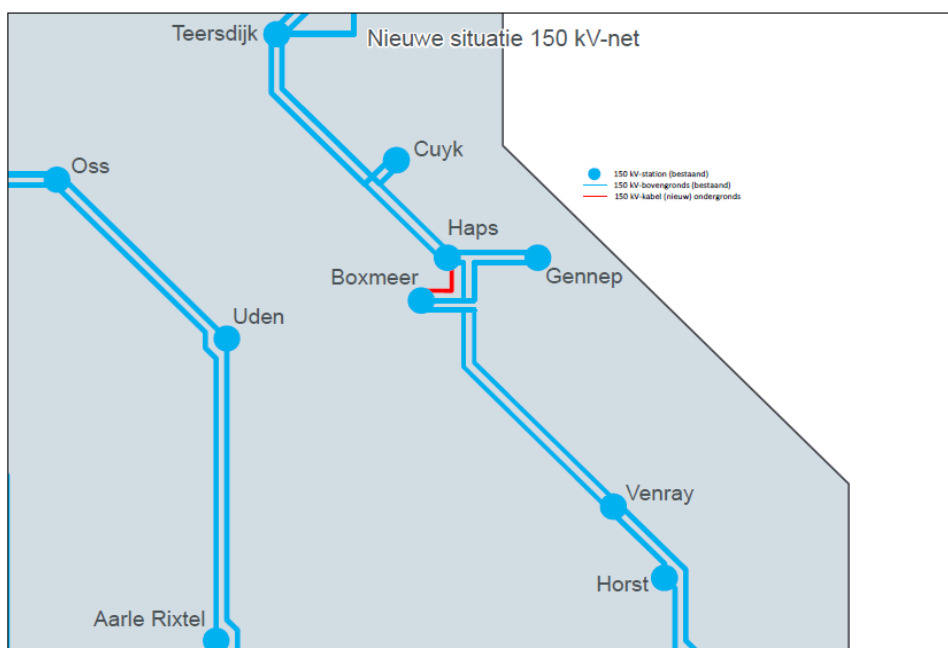 Teersdijk
Nieuwe situatie 150 kV-net
Cuyk
Oss
150 kV-station (bestaand)
150 kV-bovengronds (bestaand)
150 kV-kabel (nieuw) ondergronds
Haps
Boxmeer
Gennep
Uden
Venray
Horst
Aarle Rixtel